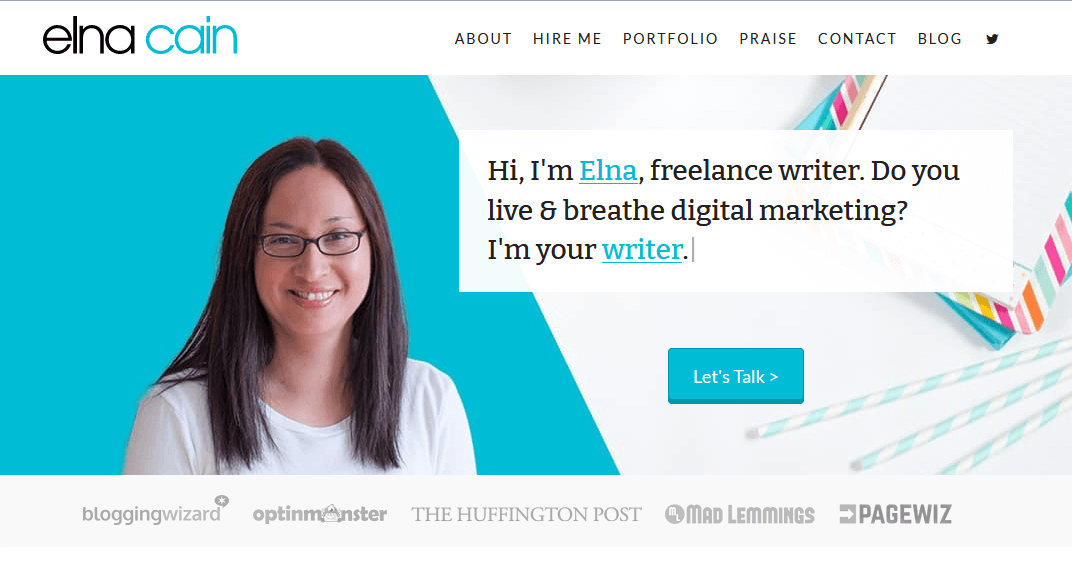 elna cain
ABOUT HIRE ME PORTFOLIO PRAISE CONTACT BLOG
Hi, I'm Elna, freelance writer. Do you
live & breathe digital marketing?
I'm your writer.
Let's Talk >
bloggingwizard optinmonster THE HUFFINGTON POST MAD LEMMINGS PAGEWIZ